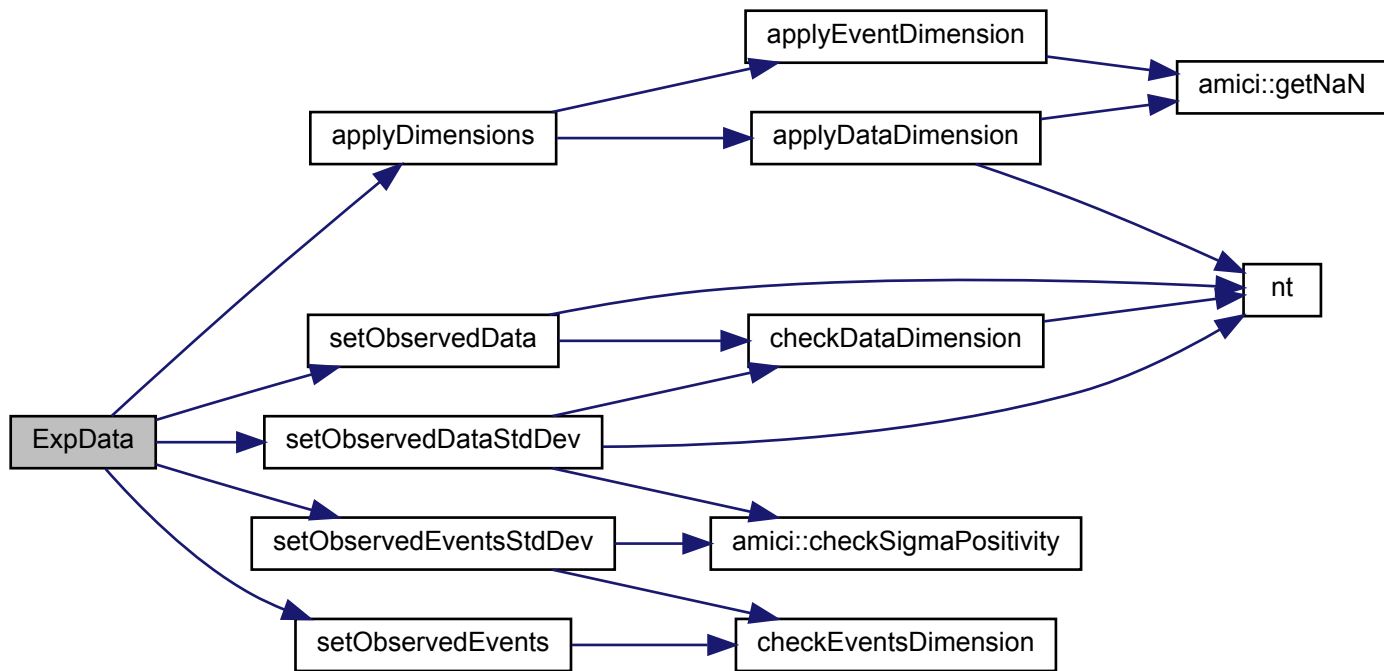 ExpData
applyDimensions
applyEventDimension
amici::getNaN
applyDataDimension
nt
setObservedData
checkDataDimension
setObservedDataStdDev
amici::checkSigmaPositivity
setObservedEventsStdDev
checkEventsDimension
setObservedEvents